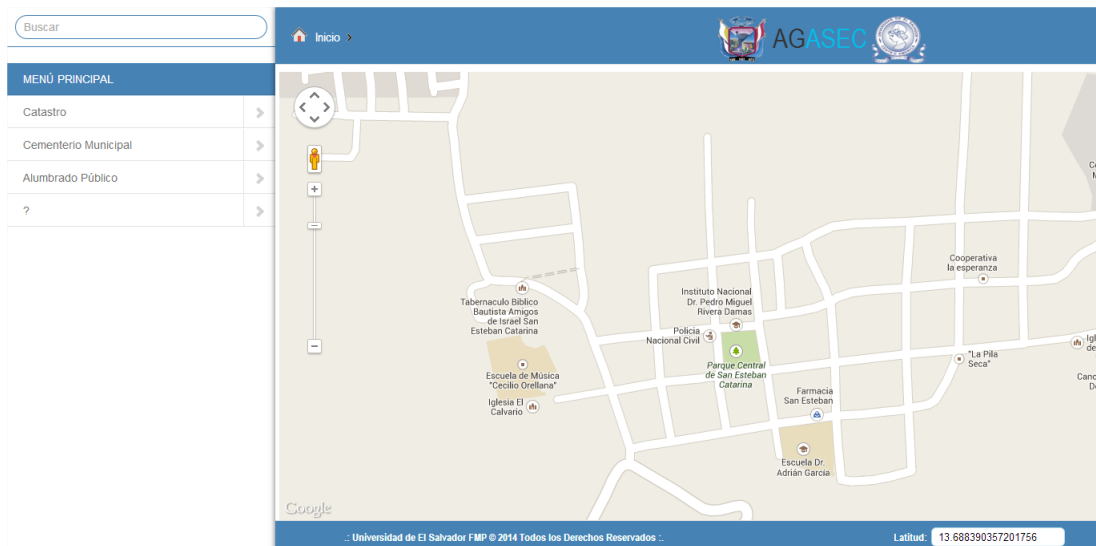 Buscar
Inicio >
AGASEC
MENÚ PRINCIPAL
Catastro
Cementerio Municipal
Alumbrado Público
?
Cooperativa
la esperanza
Instituto Nacional
Dr. Pedro Miguel
Rivera Damas
Tabernaculo Biblico
Bautista Amigos
de Israel San
Esteban Catarina
Policia
Nacional Civil
"La Pila
Seca"
Parque Central
de San Esteban
Catarina
Escuela de Música
"Cecilio Orellana"
Farmacia
San Esteban
Iglesia El
Calvario
Escuela Dr.
Adrián García
Google
.: Universidad de El Salvador FMP © 2014 Todos los Derechos Reservados :.
Latitud: 13.688390357201756